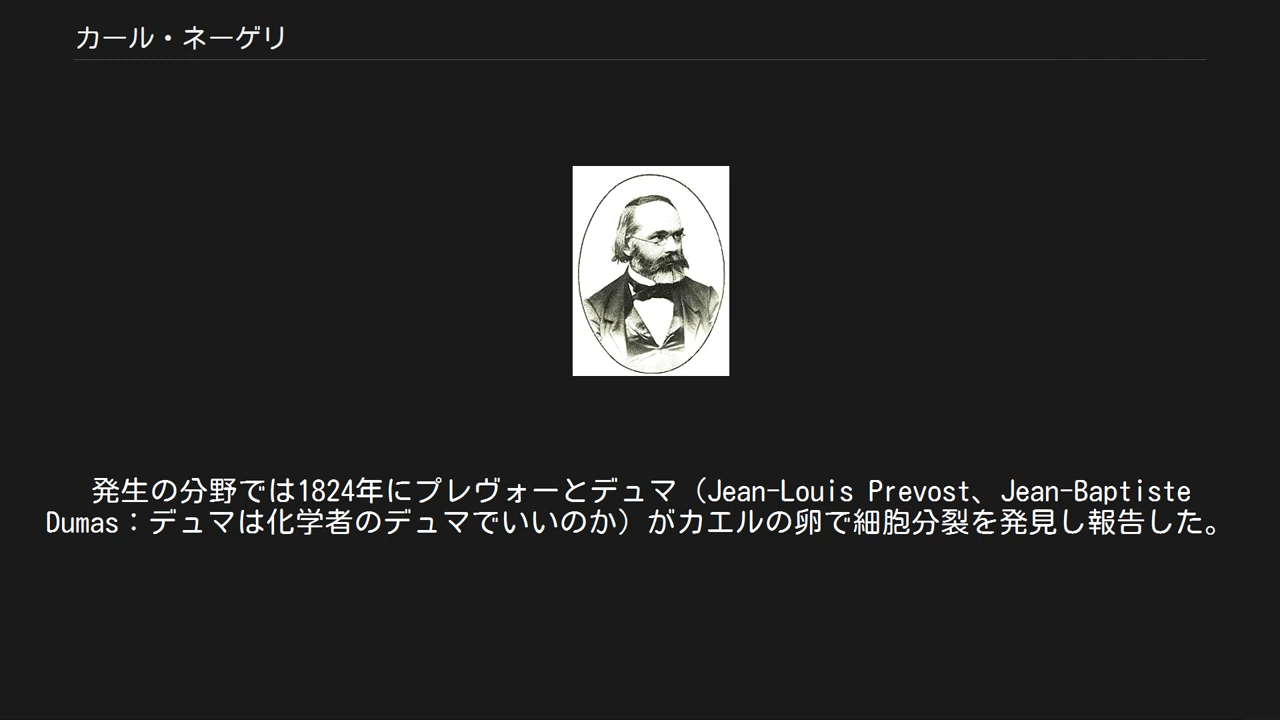 カール・ネーゲリ
発生の分野では1824年にプレヴォーとデュマ（Jean-Louis Prevost、Jean-Baptiste
Dumas：デュマは化学者のデュマでいいのか）がカエルの卵で細胞分裂を発見し報告した。